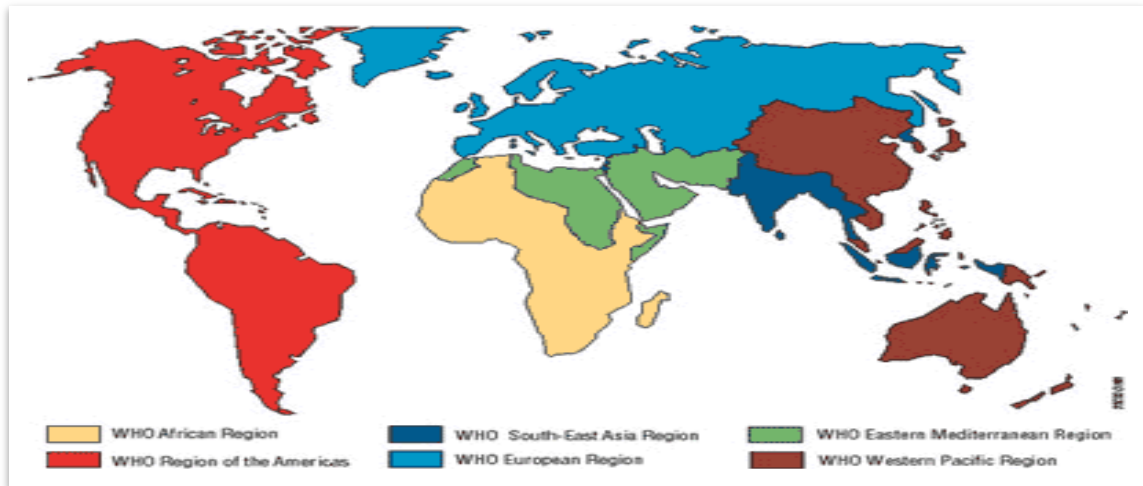 WHO African Region
WHO South-East Asia Region
WHO Eastern Mediterranean Region
WHO Region of the Americas
WHO European Region
WHO Western Pacific Region